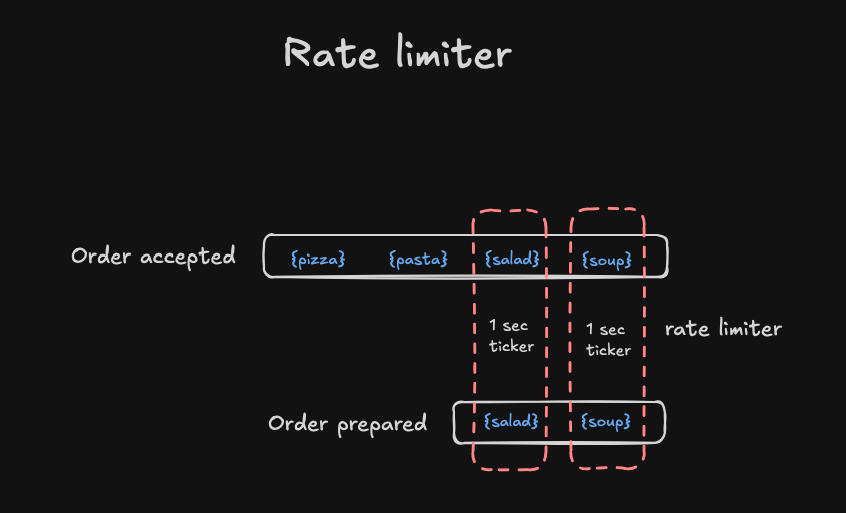 Rate limiter
Order accepted
{pizza} {pasta} {salad} {soup}
1 sec
ticker
1 sec
ticker
rate limiter
Order prepared
{salad} {soup}